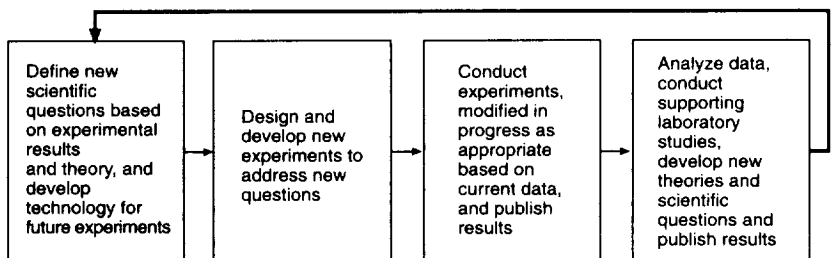 Define new
scientific
questions based
on experimental
results
and theory, and
develop
technology for
future experiments
Design and
develop new
experiments to
address new
questions
Conduct
experiments,
modified in
progress as
appropriate
based on
current data,
and publish
results
Analyze data,
conduct
supporting
laboratory
studies,
develop new
theories and
scientific
questions and
publish results